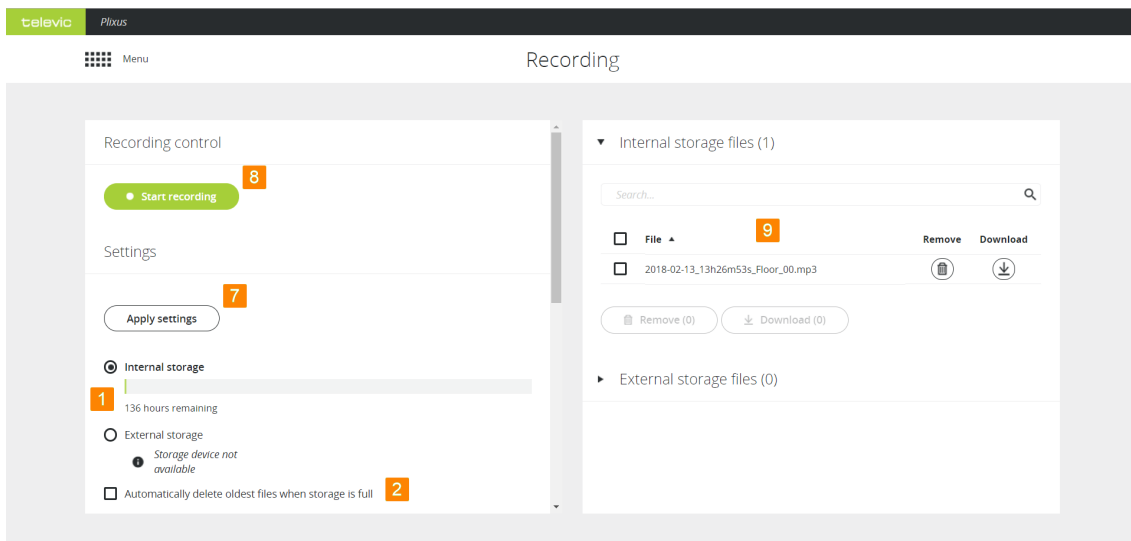 televic Plixus
Menu
Recording
Recording control
8
Start recording
Settings
7
Apply settings
Internal storage
1
136 hours remaining
External storage
Storage device not
available
Automatically delete oldest files when storage is full 2
Internal storage files (1)
Search...
9
File Remove Download
2018-02-13_13h26m53s_Floor_00.mp3
Remove (0) Download (0)
External storage files (0)